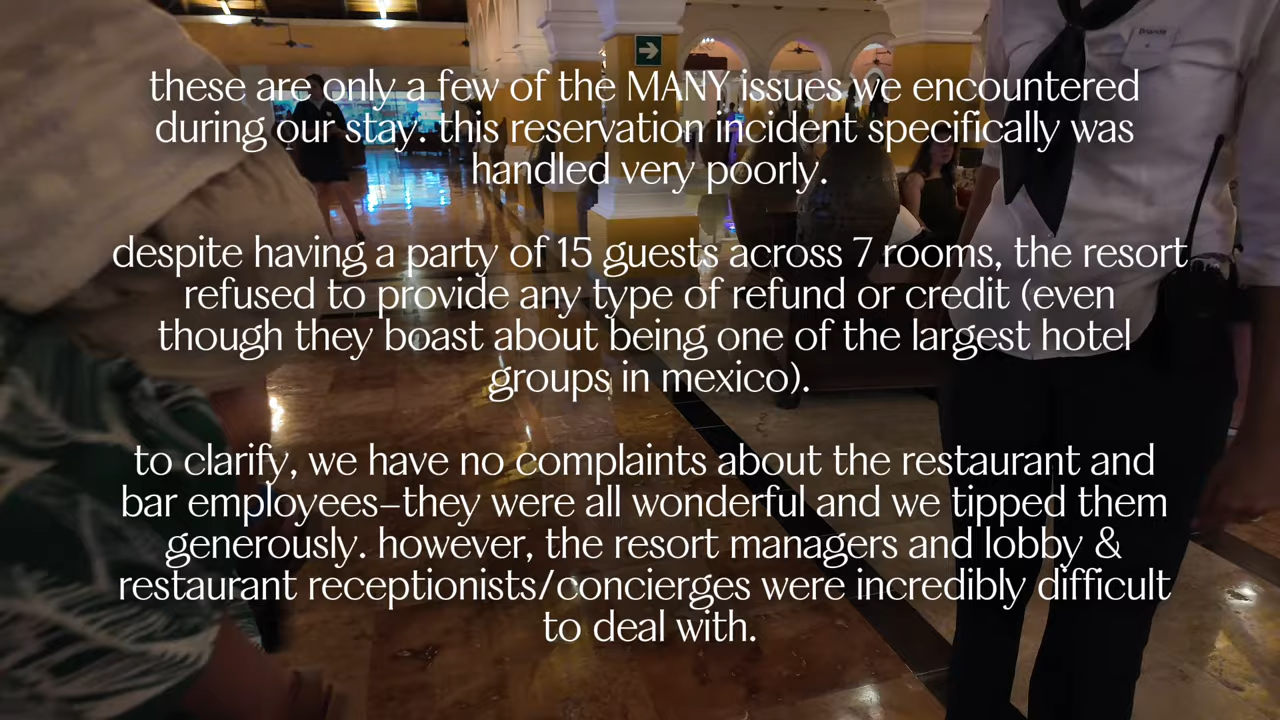 these are only a few of the MANY issues we encountered
during our stay. this reservation incident specifically was
handled very poorly.
despite having a party of 15 guests across 7 rooms, the resort
refused to provide any type of refund or credit (even
though they boast about being one of the largest hotel
groups in mexico).
to clarify, we have no complaints about the restaurant and
bar employees–they were all wonderful and we tipped them
generously. however, the resort managers and lobby &
restaurant receptionists/concierges were incredibly difficult
to deal with.